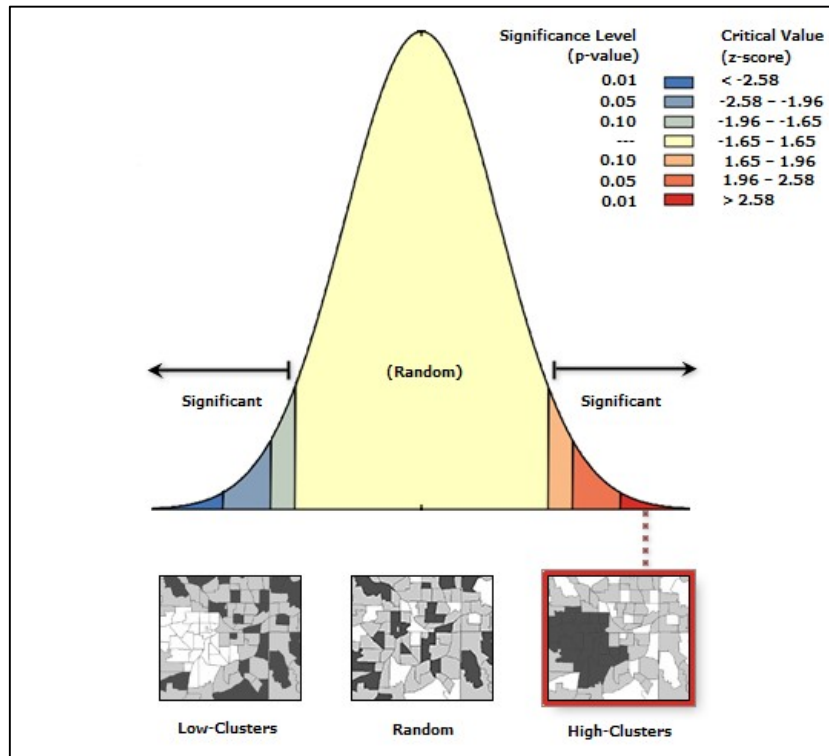 Significance Level Critical Value
(p-value) (z-score)
0.01 < -2.58
0.05 -2.58 – -1.96
0.10 -1.96 – -1.65
--- -1.65 – 1.65
0.10 1.65 – 1.96
0.05 1.96 – 2.58
0.01 > 2.58
Significant (Random) Significant
Low-Clusters Random High-Clusters